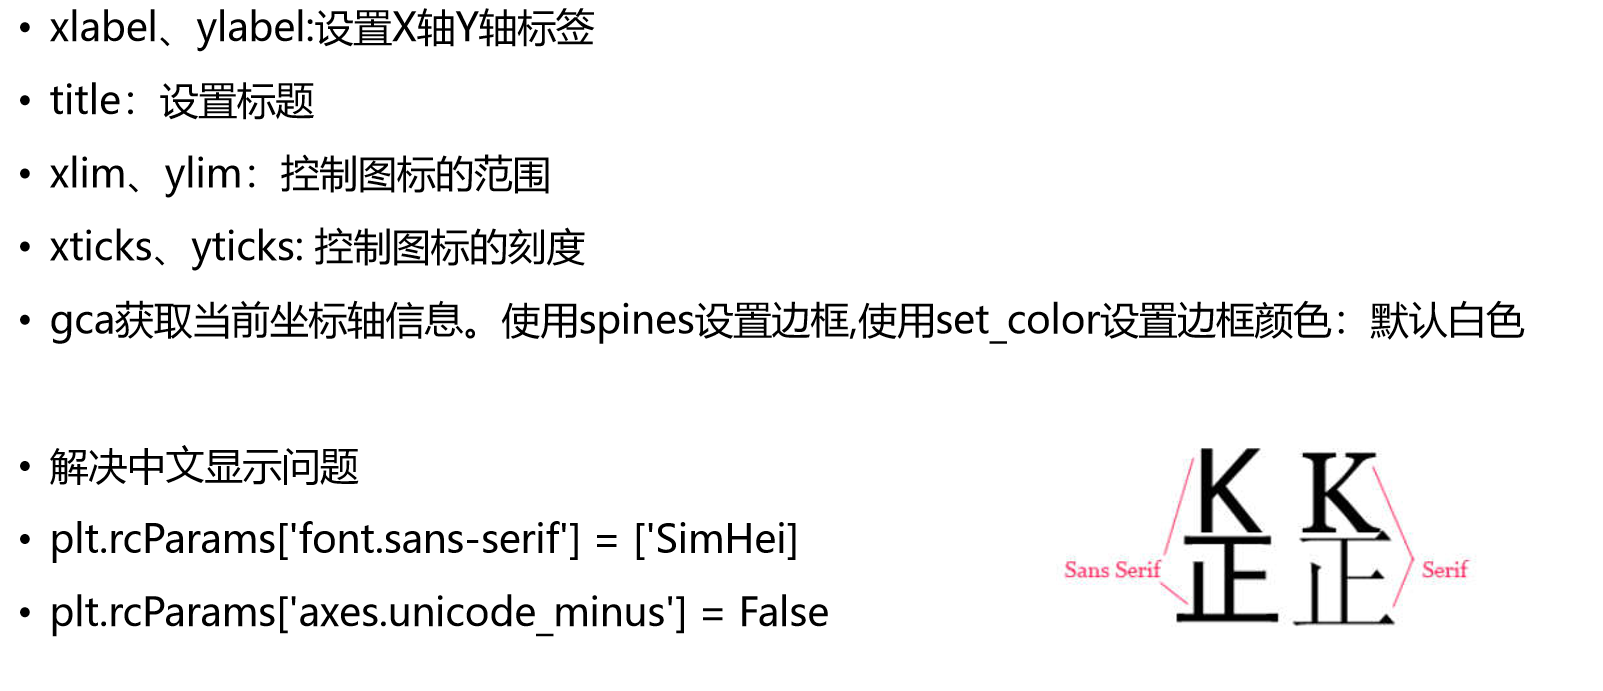 • xlabel、ylabel:设置X轴Y轴标签
• title：设置标题
• xlim、ylim：控制图标的范围
• xticks、yticks: 控制图标的刻度
• gca获取当前坐标轴信息。使用spines设置边框,使用set_color设置边框颜色：默认白色
• 解决中文显示问题
• plt.rcParams['font.sans-serif'] = ['SimHei]
• plt.rcParams['axes.unicode_minus'] = False
K K
正 正
Sans Serif Serif